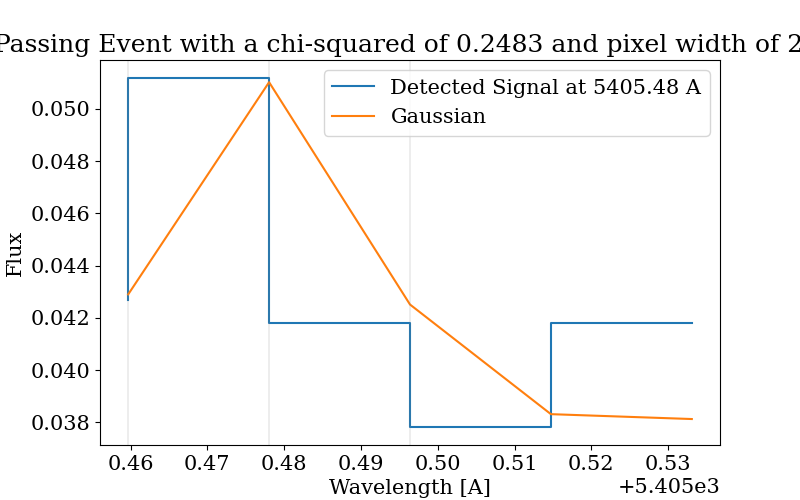 Passing Event with a chi-squared of 0.2483 and pixel width of 2
Detected Signal at 5405.48 A
Gaussian
0.050
0.048
0.046
0.044
0.042
0.040
0.038
Flux
0.46 0.47 0.48 0.49 0.50 0.51 0.52 0.53
+5.405e3
Wavelength [A]